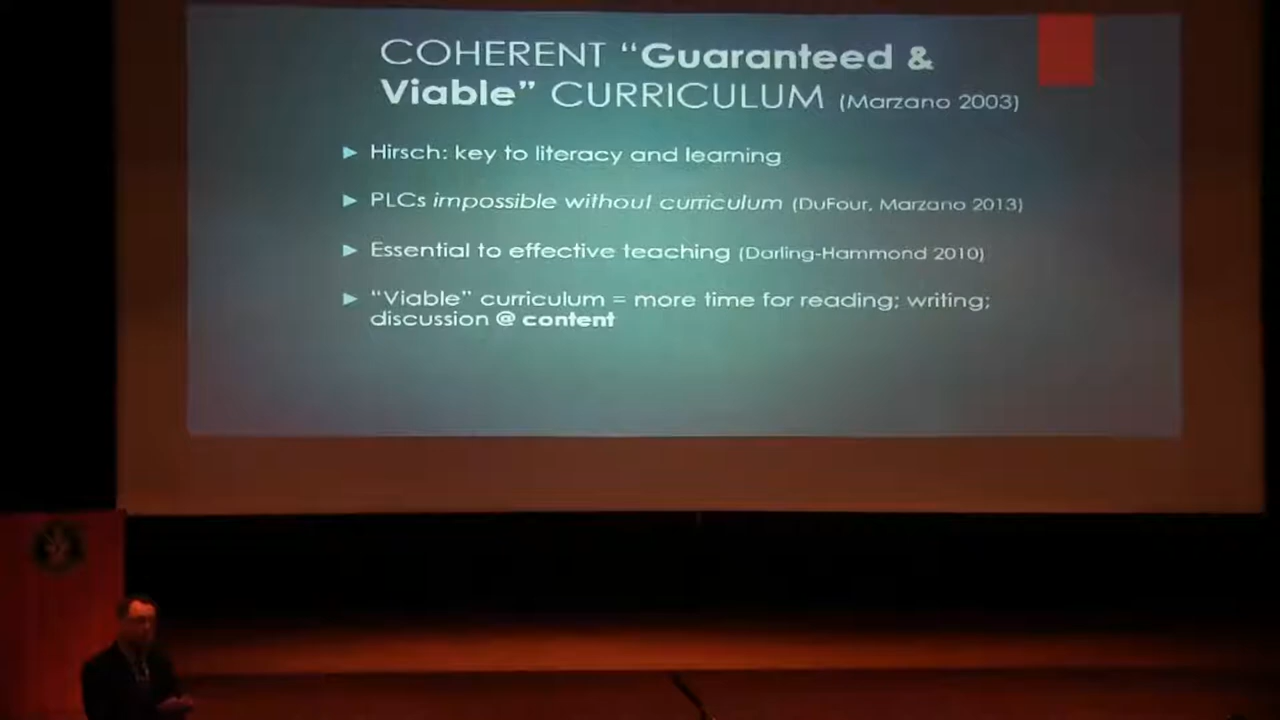 COHERENT “Guaranteed &
Viable” CURRICULUM (Marzano 2003)
Hirsch: key to literacy and learning
PLCs impossible without curriculum (DuFour, Marzano 2013)
Essential to effective teaching (Darling-Hammond 2010)
“Viable” curriculum = more time for reading; writing;
discussion @ content